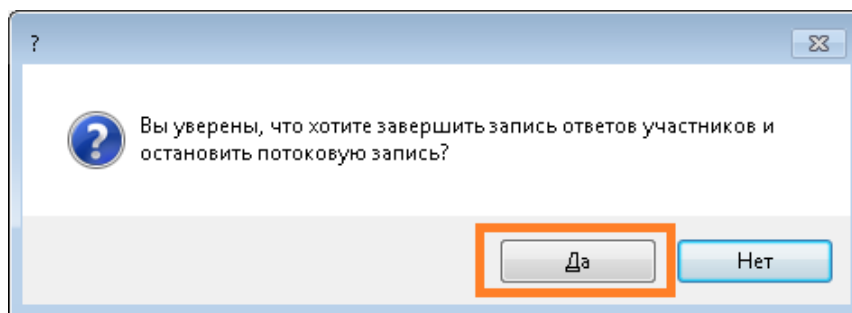 ?
Вы уверены, что хотите завершить запись ответов участников и
остановить потоковую запись?
Да
Нет